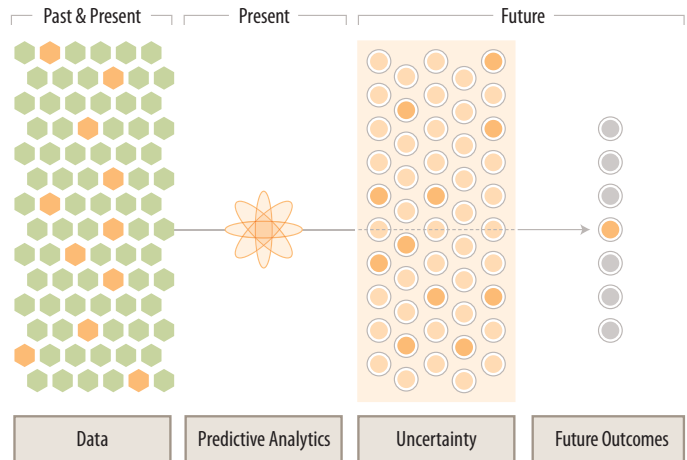 Past & Present
Present
Future
Data
Predictive Analytics
Uncertainty
Future Outcomes